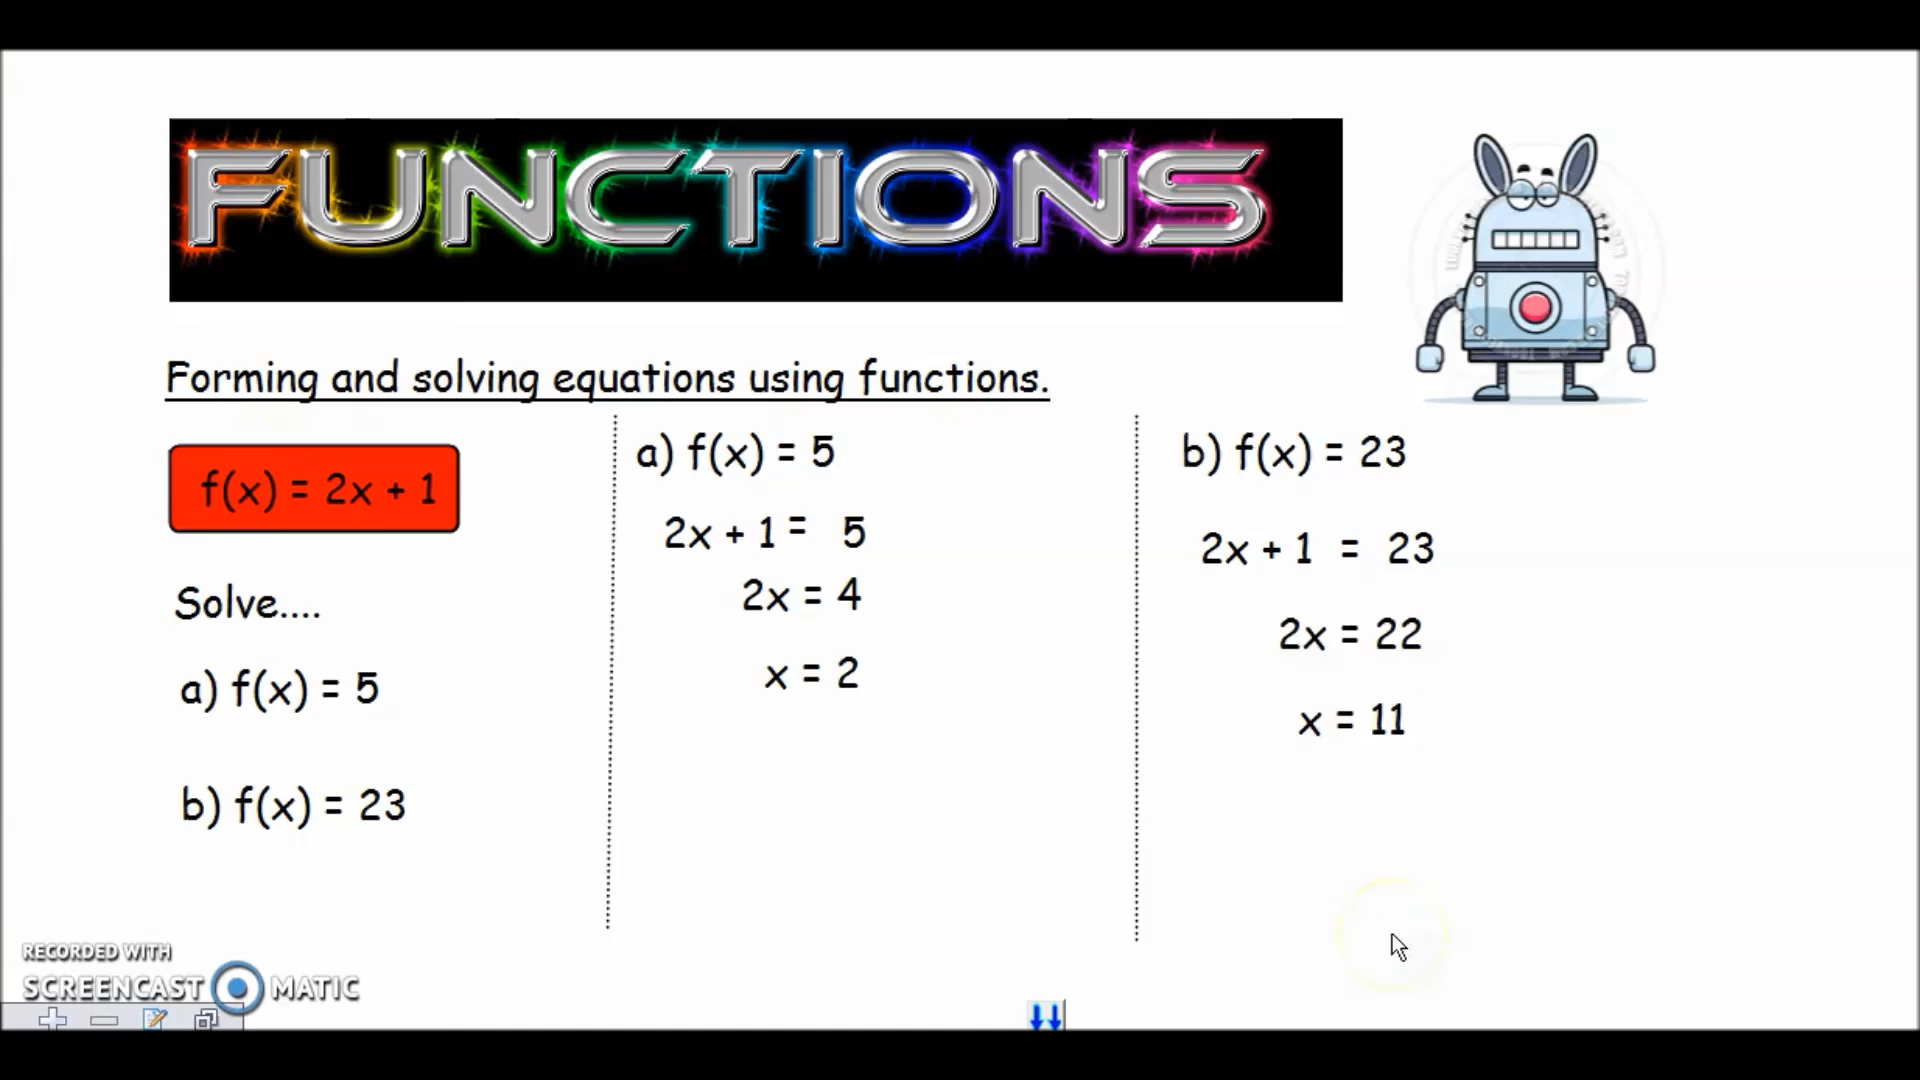 FUNCTIONS
Forming and solving equations using functions.
f(x) = 2x + 1
Solve....
a) f(x) = 5
b) f(x) = 23
a) f(x) = 5
2x + 1 = 5
2x = 4
x = 2
b) f(x) = 23
2x + 1 = 23
2x = 22
x = 11
RECORDED WITH
SCREENCAST MATIC